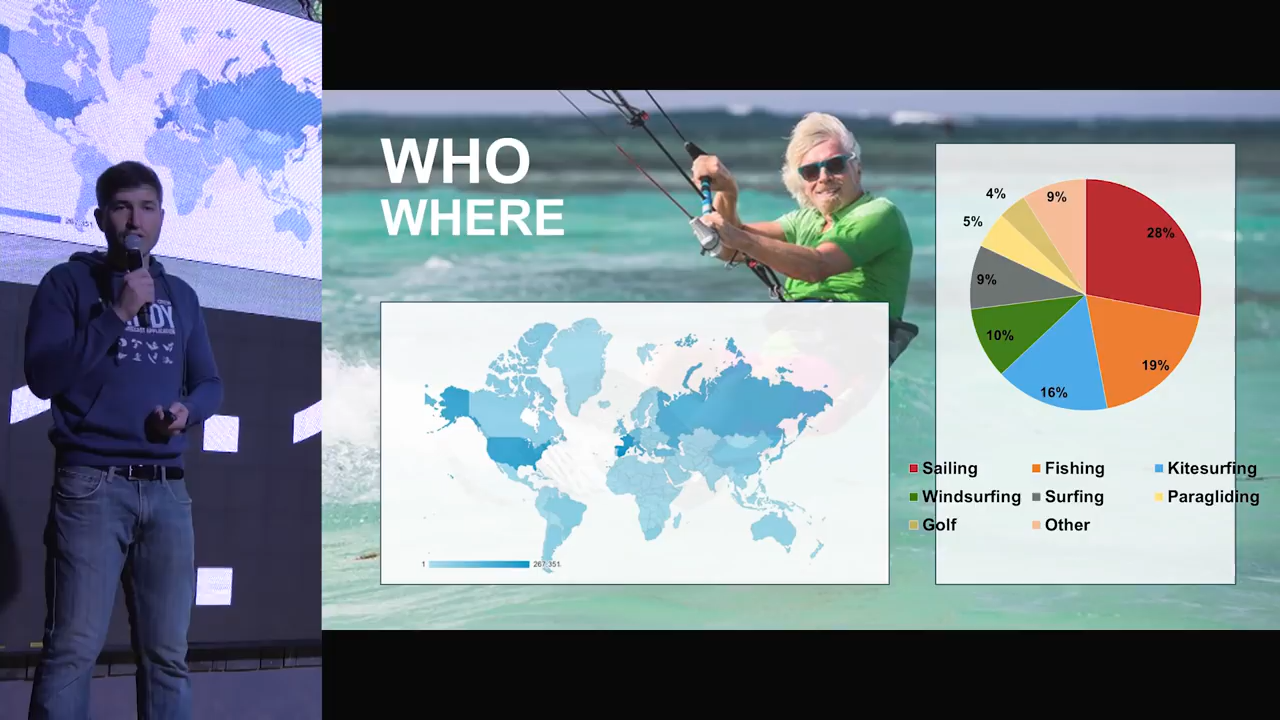 WHO
WHERE
28%
19%
16%
10%
9%
5%
4%
9%
1 267,351
Sailing Fishing Kitesurfing
Windsurfing Surfing Paragliding
Golf Other